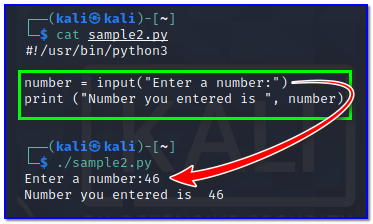 ┌──(kali㉿kali)-[~]
└─$ cat sample2.py
#!/usr/bin/python3
number = input("Enter a number:")
print ("Number you entered is ", number)
┌──(kali㉿kali)-[~]
└─$ ./sample2.py
Enter a number:46
Number you entered is  46
KALI